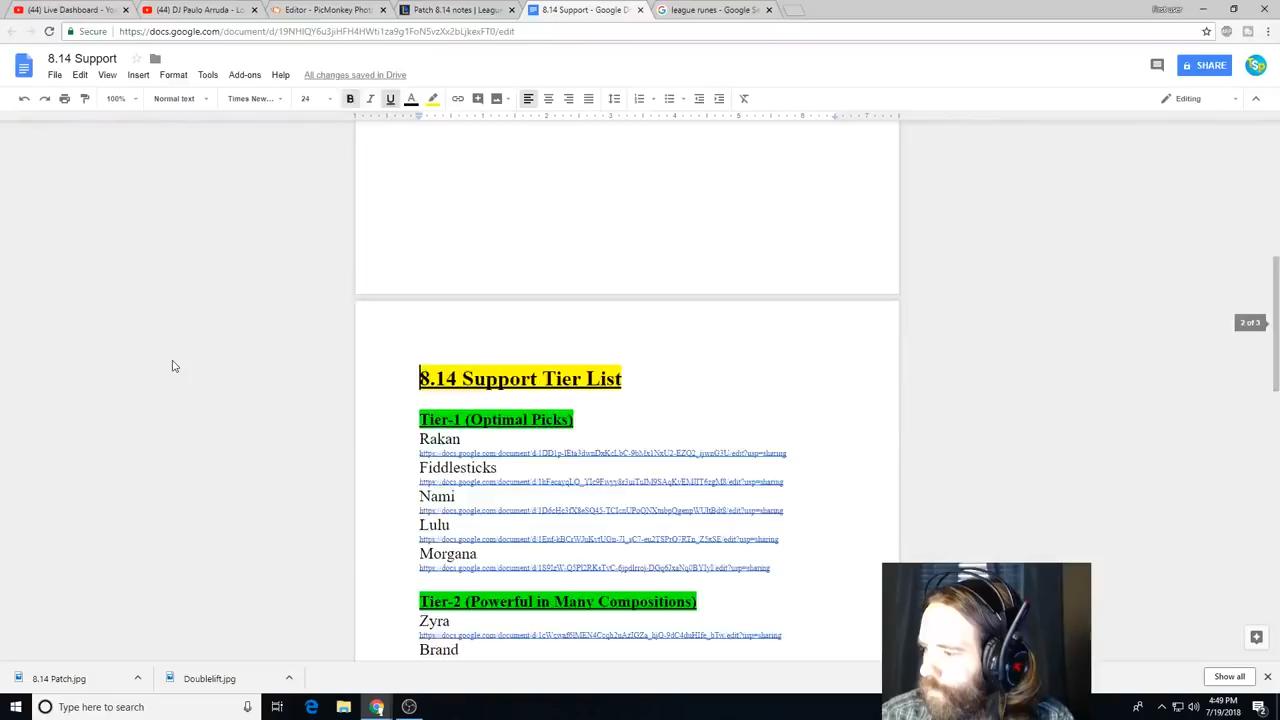 (44) Live Dashboard - Yo
(44) DJ Paulo Arruda - Lo
Editor - PicMonkey Phot
Patch 8.14 notes | Leagu
8.14 Support - Google D
league runes - Google S
Secure
8.14 Support
File Edit View Insert Format Tools Add-ons Help All changes saved in Drive
SHARE
100% Normal text Times New... 24 Editing
2 of 3
8.14 Support Tier List
Tier-1 (Optimal Picks)
Rakan
Fiddlesticks
Nami
Lulu
Morgana
Tier-2 (Powerful in Many Compositions)
Zyra
Brand
8.14 Patch.jpg
Doublelift.jpg
Show all
Type here to search
4:49 PM
7/19/2018